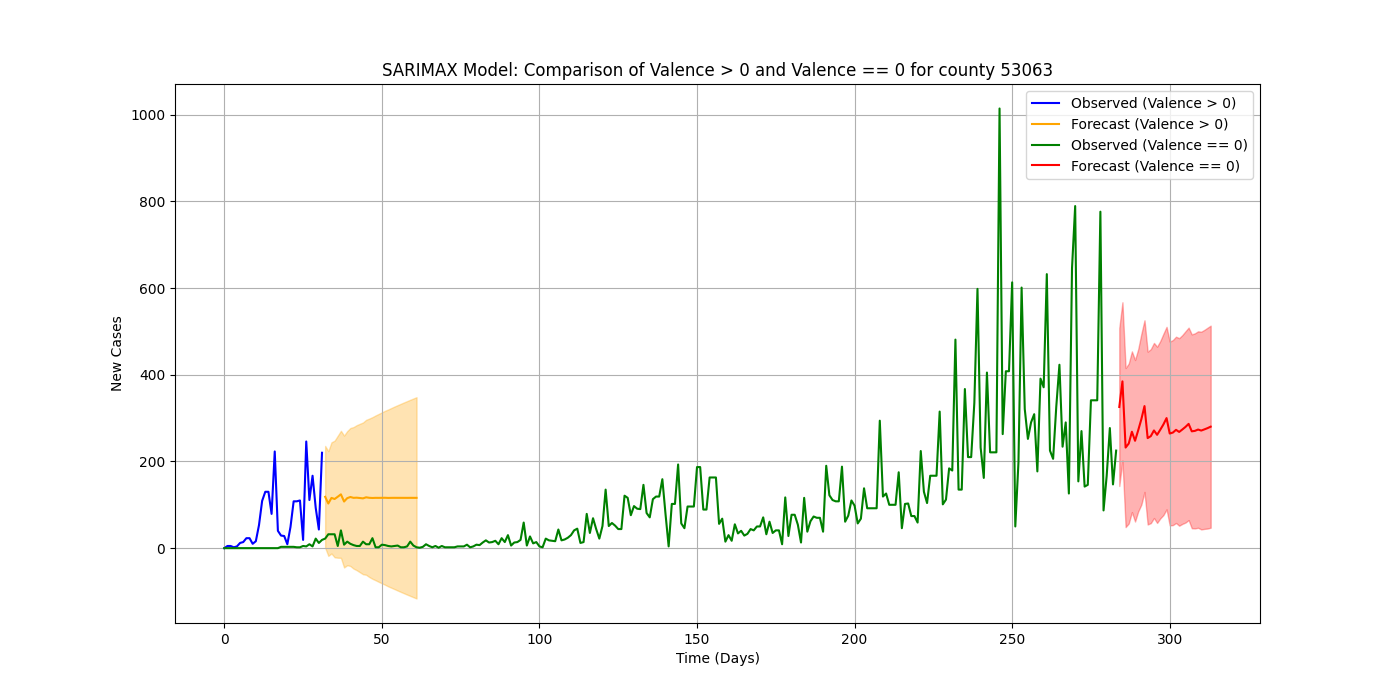 SARIMAX Model: Comparison of Valence > 0 and Valence == 0 for county 53063
Observed (Valence > 0)
Forecast (Valence > 0)
Observed (Valence == 0)
Forecast (Valence == 0)
New Cases
1000
800
600
400
200
0
0 50 100 150 200 250 300
Time (Days)